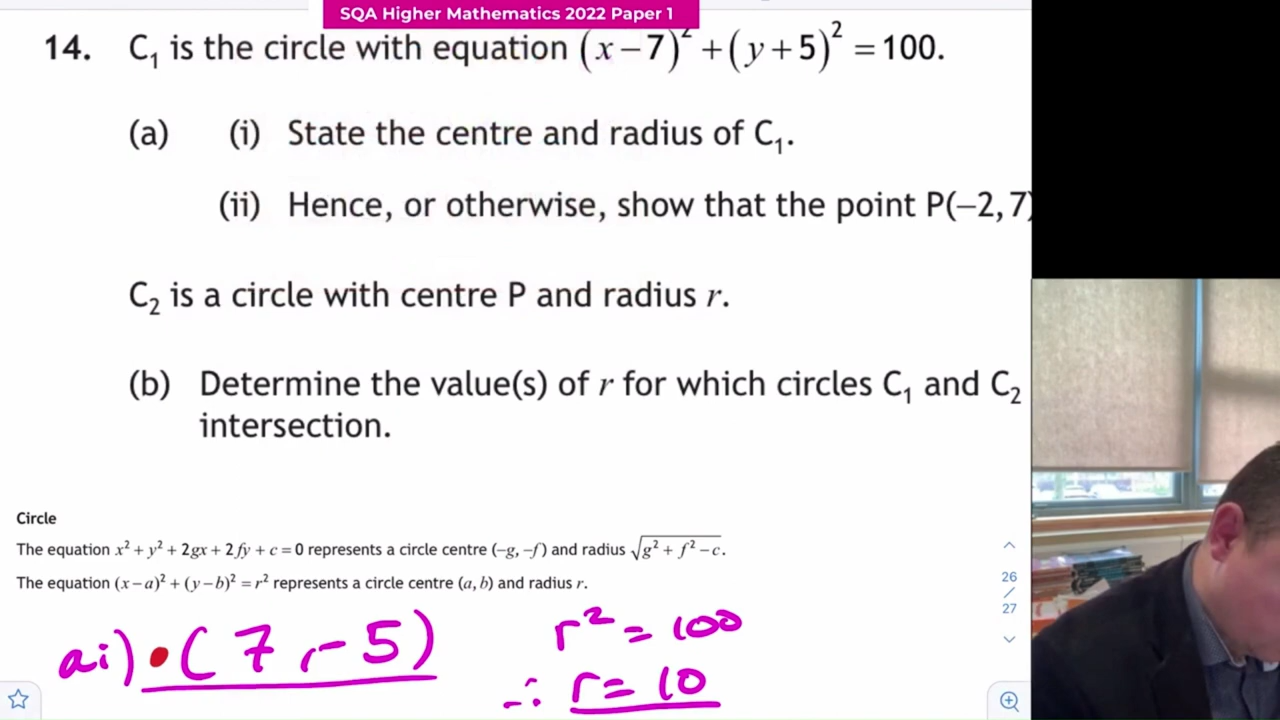 SQA Higher Mathematics 2022 Paper 1
14. C₁ is the circle with equation (x−7)² + (y+5)² = 100.
(a) (i) State the centre and radius of C₁.
(ii) Hence, or otherwise, show that the point P(−2,7)
C₂ is a circle with centre P and radius r.
(b) Determine the value(s) of r for which circles C₁ and C₂
intersection.
Circle
The equation x² + y² + 2gx + 2fy + c = 0 represents a circle centre (−g, −f) and radius √(g² + f² − c).
The equation (x − a)² + (y − b)² = r² represents a circle centre (a, b) and radius r.
26
/
27
ai) • (7, -5) r² = 100
∴ r = 10